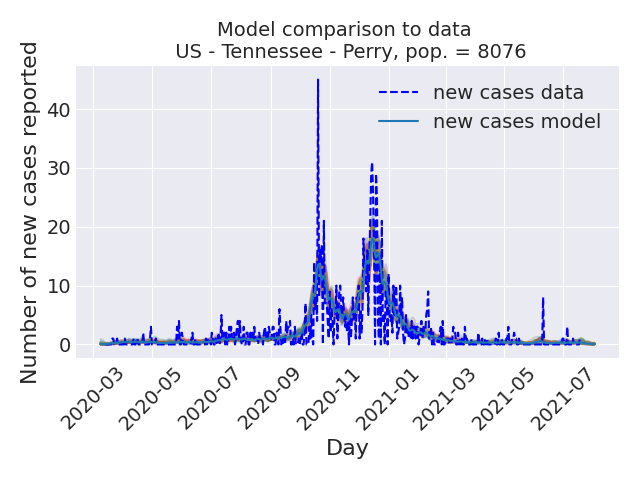 Model comparison to data
US - Tennessee - Perry, pop. = 8076
Number of new cases reported
40
30
20
10
0
new cases data
new cases model
2020-03
2020-05
2020-07
2020-09
2020-11
2021-01
2021-03
2021-05
2021-07
Day